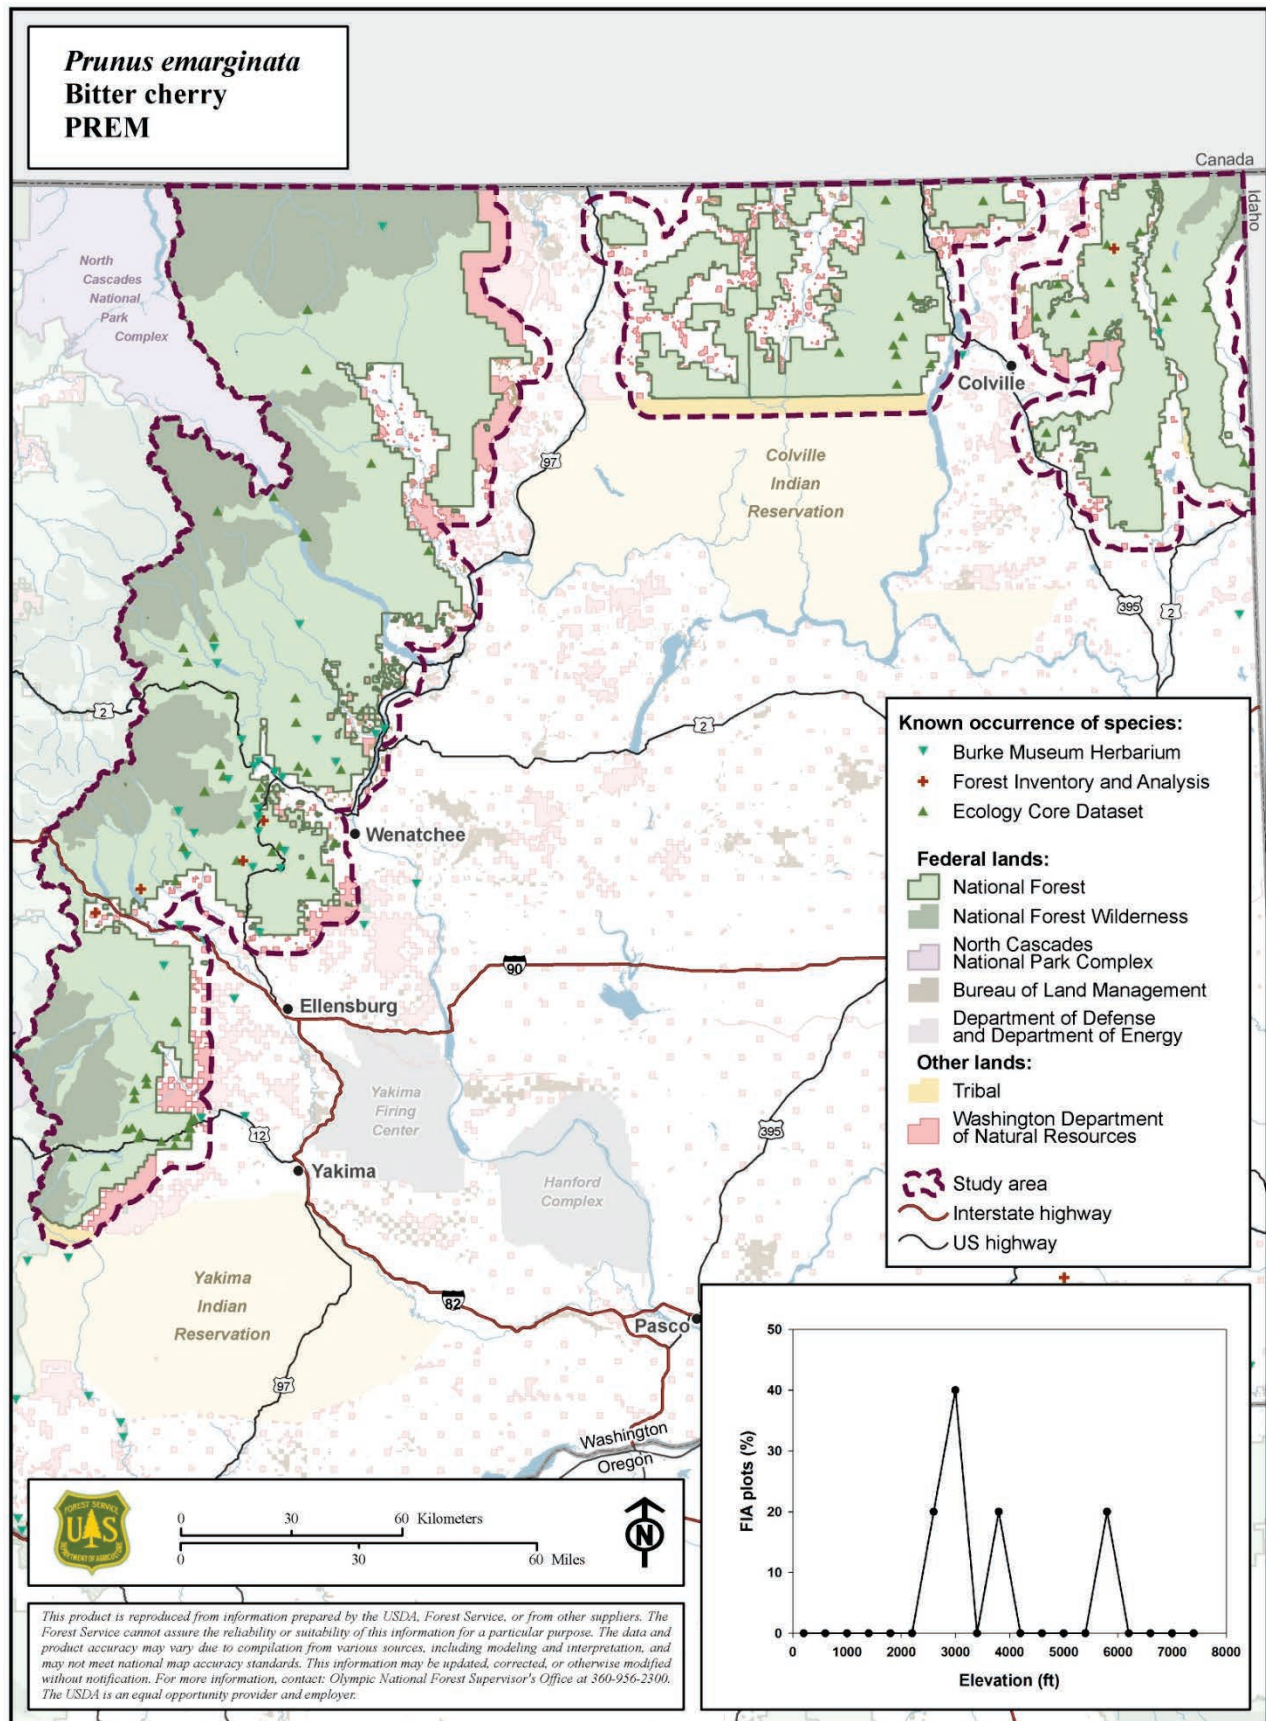 Prunus emarginata
Bitter cherry
PREM
Canada
Idaho
North
Cascades
National
Park
Complex
97
Colville
Colville
Indian
Reservation
395
2
2
2
Wenatchee
90
Ellensburg
Yakima
Firing
Center
395
12
Yakima
Hanford
Complex
Yakima
Indian
Reservation
82
Pasco
97
Washington
Oregon
Known occurrence of species:
Burke Museum Herbarium
Forest Inventory and Analysis
Ecology Core Dataset
Federal lands:
National Forest
National Forest Wilderness
North Cascades
National Park Complex
Bureau of Land Management
Department of Defense
and Department of Energy
Other lands:
Tribal
Washington Department
of Natural Resources
Study area
Interstate highway
US highway
FOREST SERVICE
U S
DEPARTMENT OF AGRICULTURE
0 30 60 Kilometers
0 30 60 Miles
N
This product is reproduced from information prepared by the USDA, Forest Service, or from other suppliers. The
Forest Service cannot assure the reliability or suitability of this information for a particular purpose. The data and
product accuracy may vary due to compilation from various sources, including modeling and interpretation, and
may not meet national map accuracy standards. This information may be updated, corrected, or otherwise modified
without notification. For more information, contact: Olympic National Forest Supervisor's Office at 360-956-2300.
The USDA is an equal opportunity provider and employer.
50
40
30
20
10
0
FIA plots (%)
0 1000 2000 3000 4000 5000 6000 7000 8000
Elevation (ft)